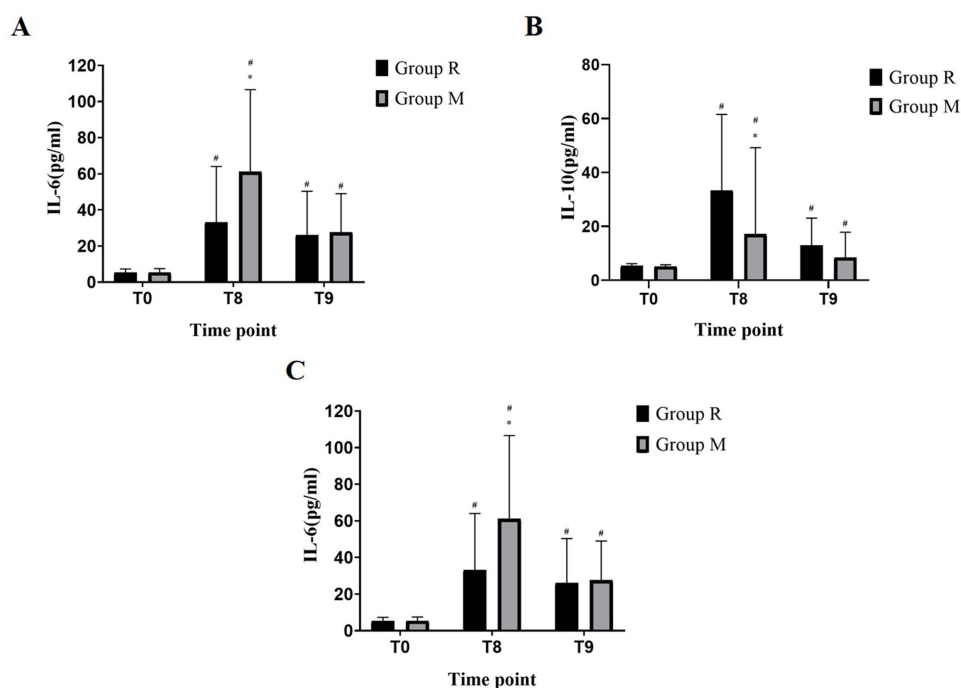 A
IL-6(pg/ml)
120
100
80
60
40
20
0
#
#
*
#
#
T0
T8
T9
Time point
Group R
Group M
B
IL-10(pg/ml)
80
60
40
20
0
#
#
*
#
#
T0
T8
T9
Time point
Group R
Group M
C
IL-6(pg/ml)
120
100
80
60
40
20
0
#
#
*
#
#
T0
T8
T9
Time point
Group R
Group M